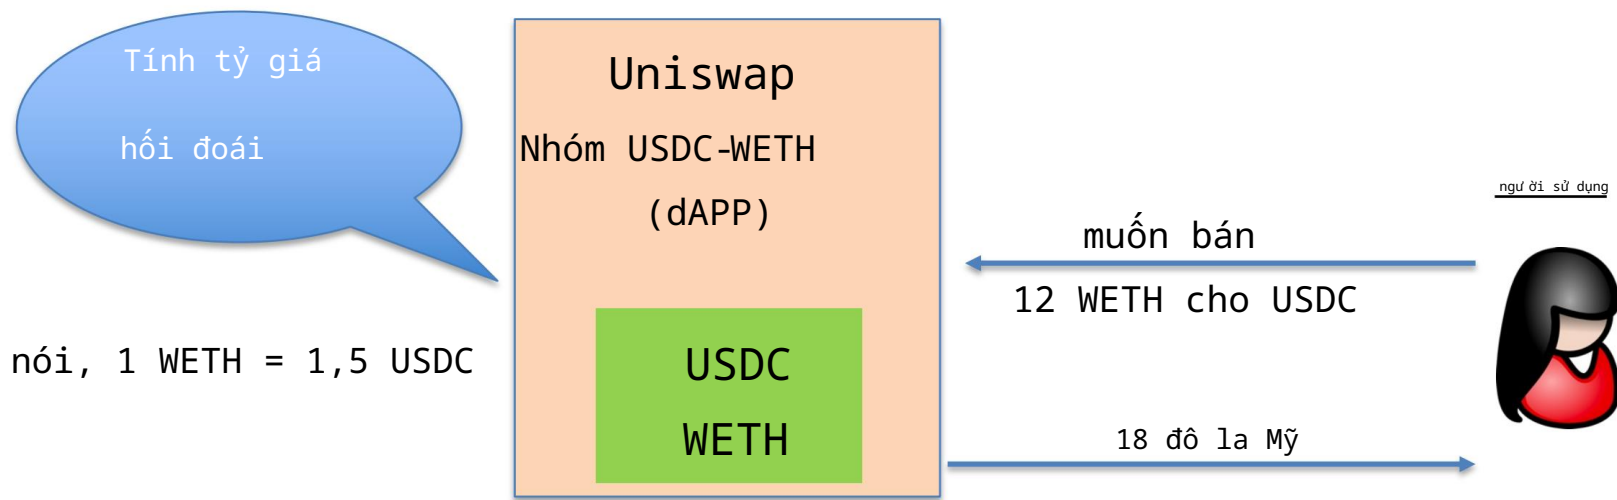 Tính tỷ giá
hối đoái
nói, 1 WETH = 1,5 USDC
Uniswap
Nhóm USDC-WETH
(dAPP)
USDC
WETH
người sử dụng
muốn bán
12 WETH cho USDC
18 đô la Mỹ